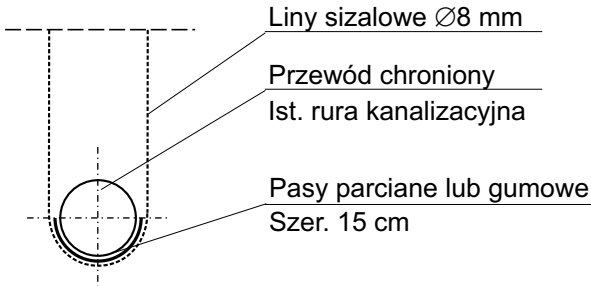 Liny sizalowe ∅8 mm
Przewód chroniony
Ist. rura kanalizacyjna
Pasy parciane lub gumowe
Szer. 15 cm